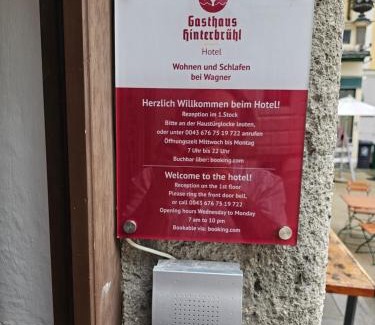 Gasthaus
Hinterbrühl
Hotel
Wohnen und Schlafen
bei Wagner
Herzlich Willkommen beim Hotel!
Rezeption im 1.Stock
Bitte an der Haustürglocke leuten,
oder unter 0043 676 75 19 722 anrufen
Öffnungszeit Mittwoch bis Montag
7 Uhr bis 22 Uhr
Buchbar über: booking.com
Welcome to the hotel!
Reception on the 1st floor
Please ring the front door bell,
or call 0043 676 75 19 722
Opening hours Wednesday to Monday
7 am to 10 pm
Bookable via: booking.com